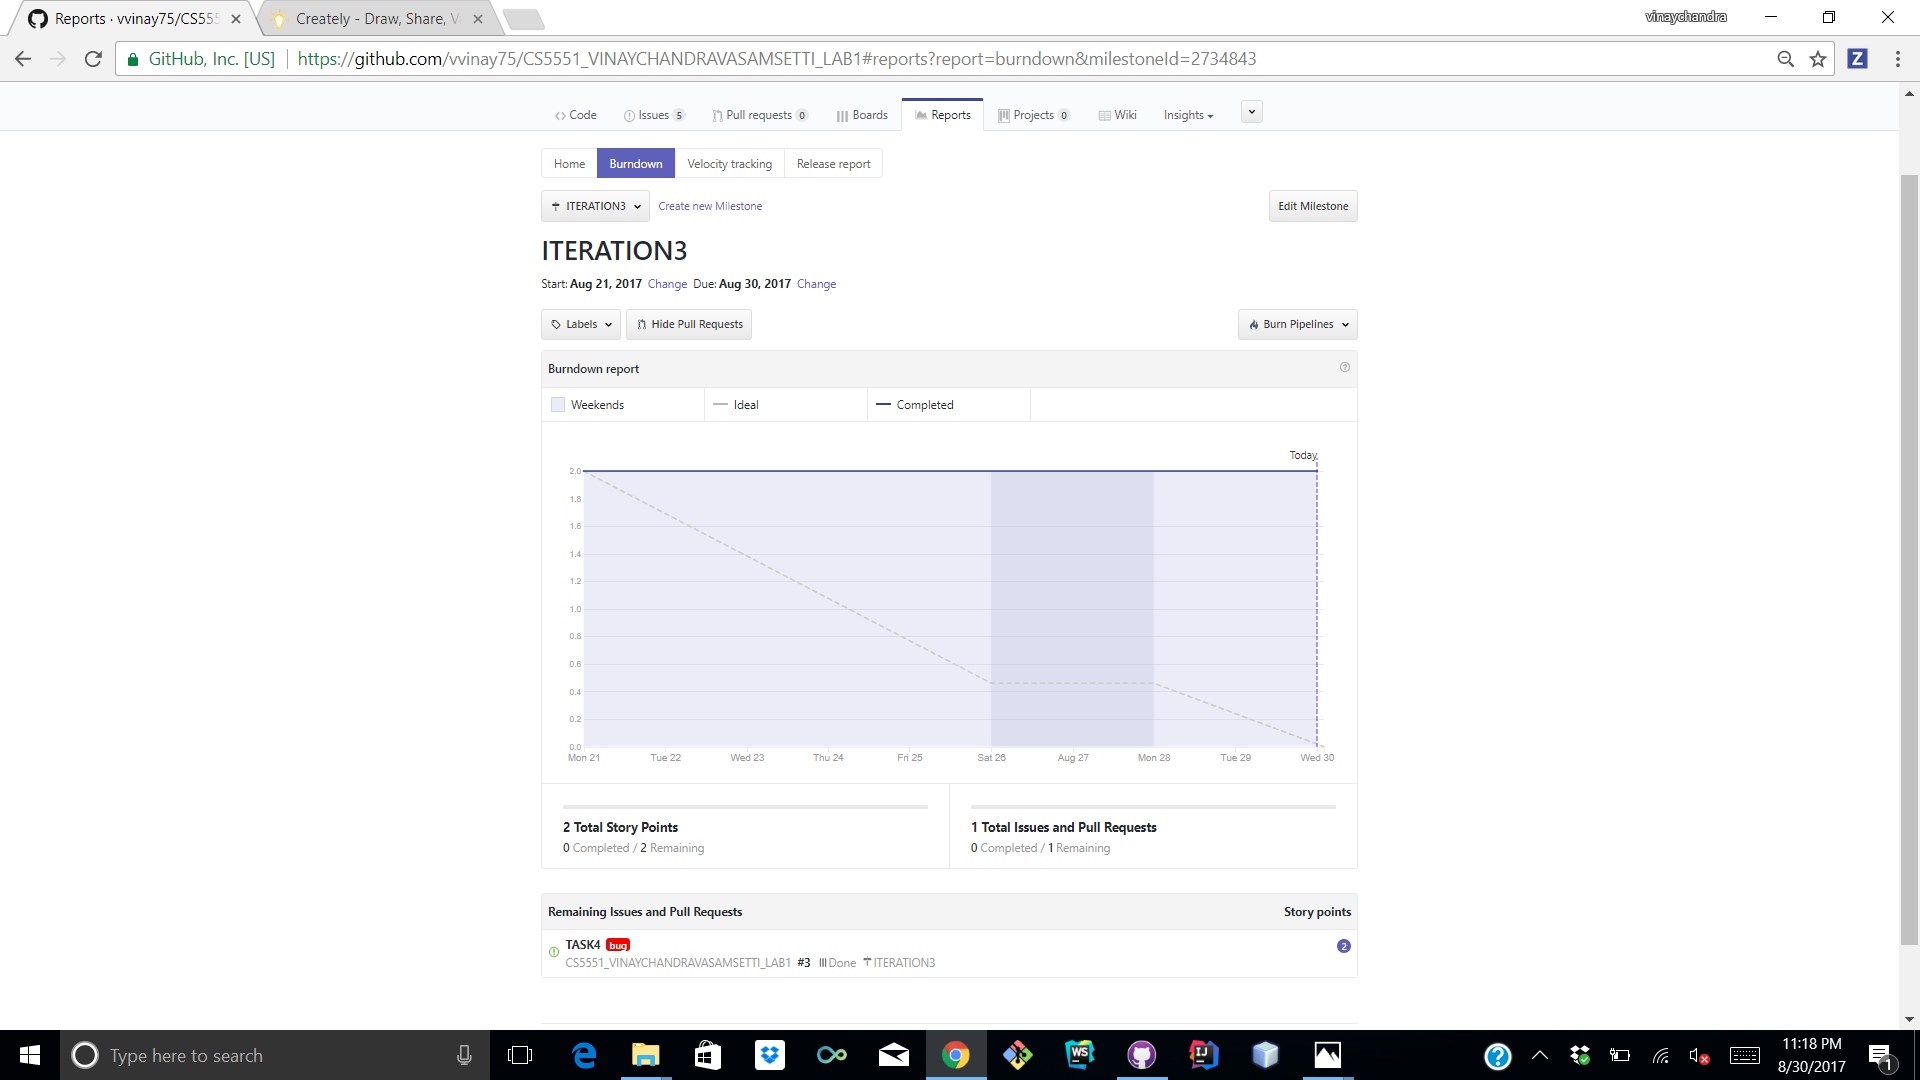 Reports · vvinay75/CS555
Creately - Draw, Share, V
vinaychandra
GitHub, Inc. [US]
https://github.com/vvinay75/CS5551_VINAYCHANDRAVASAMSETTI_LAB1#reports?report=burndown&milestoneId=2734843
Z
Code Issues 5 Pull requests 0 Boards Reports Projects 0 Wiki Insights
Home Burndown Velocity tracking Release report
ITERATION3 Create new Milestone Edit Milestone
ITERATION3
Start: Aug 21, 2017 Change Due: Aug 30, 2017 Change
Labels Hide Pull Requests Burn Pipelines
Burndown report
Weekends Ideal Completed
Today
2.0
1.8
1.6
1.4
1.2
1.0
0.8
0.6
0.4
0.2
0.0
Mon 21 Tue 22 Wed 23 Thu 24 Fri 25 Sat 26 Aug 27 Mon 28 Tue 29 Wed 30
2 Total Story Points
0 Completed / 2 Remaining
1 Total Issues and Pull Requests
0 Completed / 1 Remaining
Remaining Issues and Pull Requests Story points
TASK4 bug 2
CS5551_VINAYCHANDRAVASAMSETTI_LAB1 #3 Done ITERATION3
Type here to search
WS
IJ
11:18 PM
8/30/2017
1